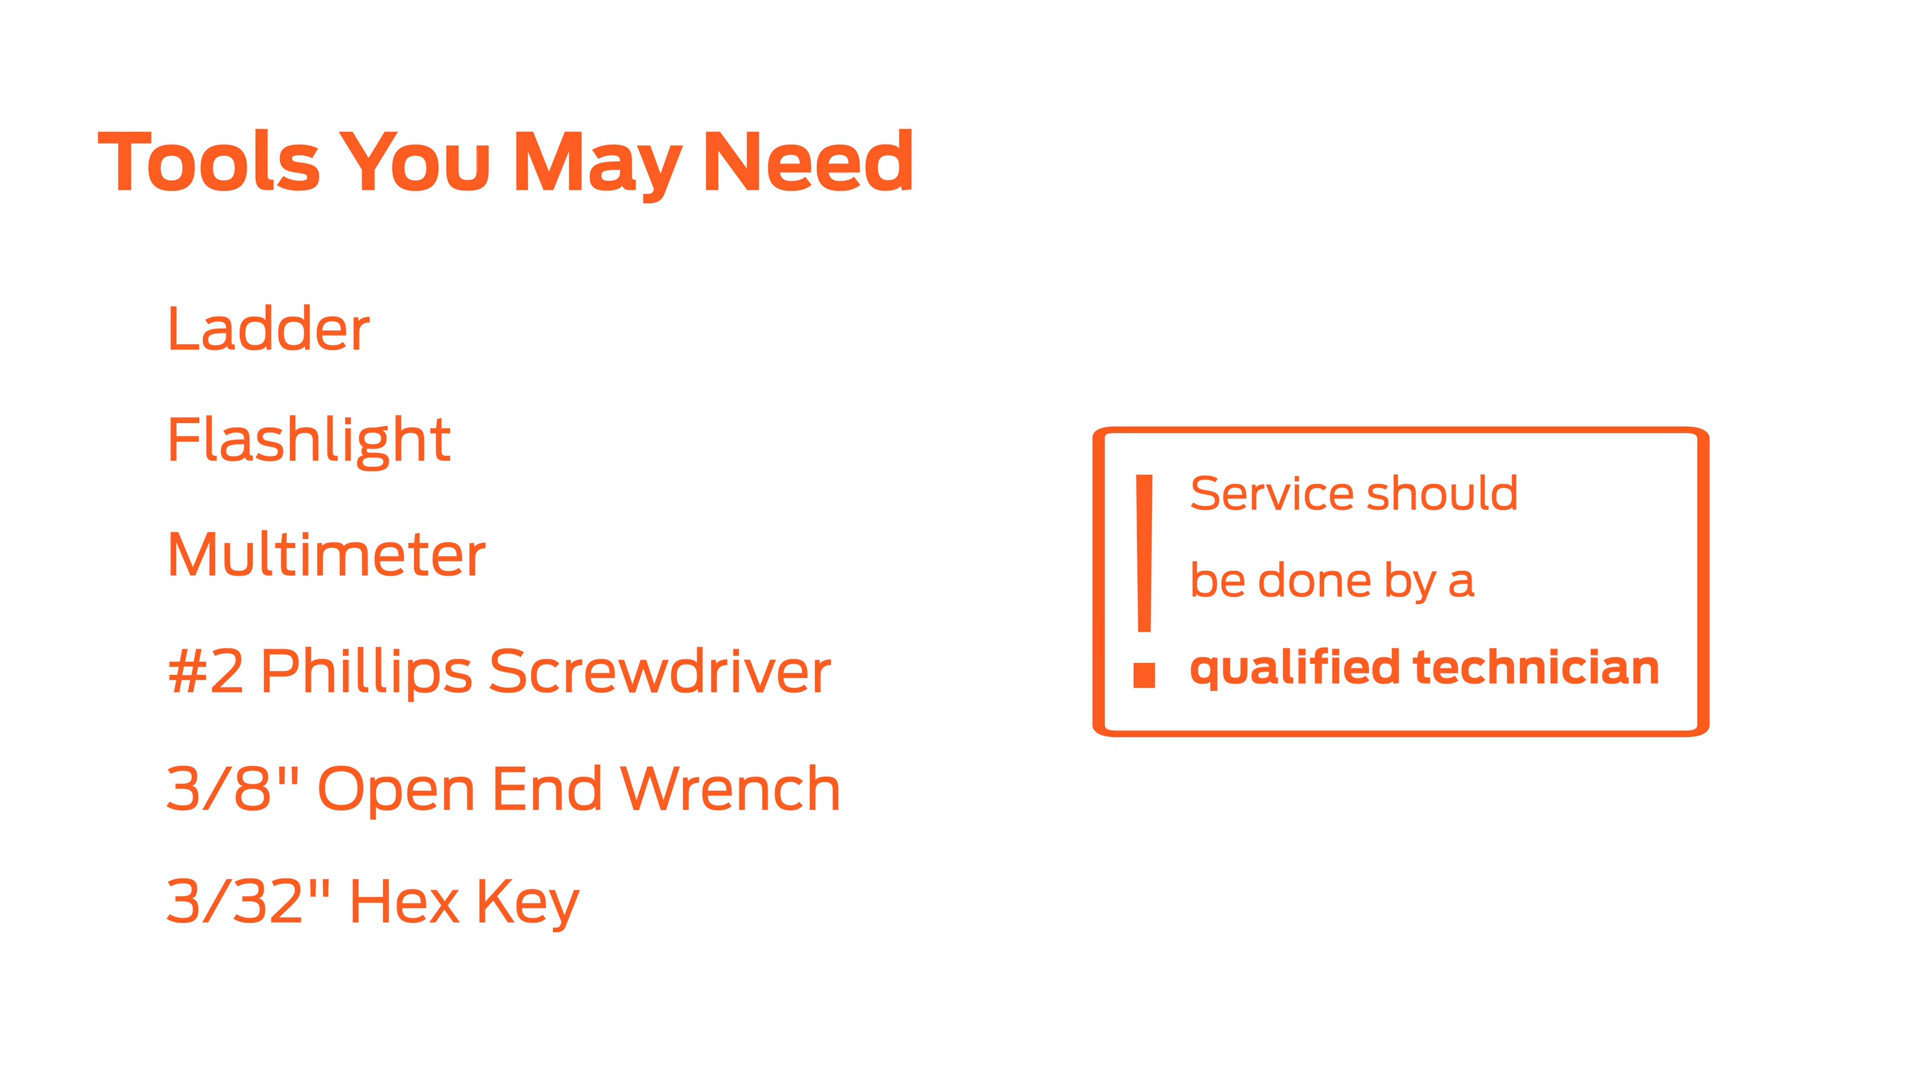 Tools You May Need
Ladder
Flashlight
Multimeter
#2 Phillips Screwdriver
3/8" Open End Wrench
3/32" Hex Key
! Service should
be done by a
qualified technician